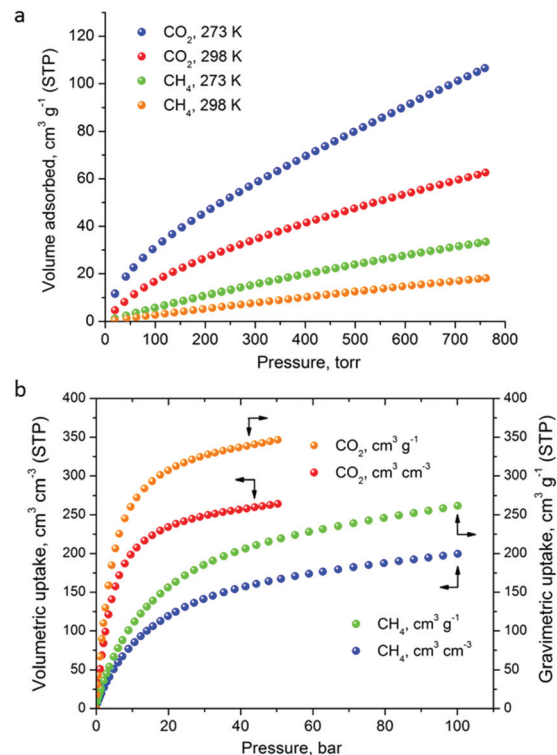 a
CO₂, 273 K
CO₂, 298 K
CH₄, 273 K
CH₄, 298 K
Volume adsorbed, cm³ g⁻¹ (STP)
120
100
80
60
40
20
0
0 100 200 300 400 500 600 700 800
Pressure, torr
b
Volumetric uptake, cm³ cm⁻³ (STP)
400
350
300
250
200
150
100
50
0
CO₂, cm³ g⁻¹
CO₂, cm³ cm⁻³
CH₄, cm³ g⁻¹
CH₄, cm³ cm⁻³
400
350
300
250
200
150
100
50
0
Gravimetric uptake, cm³ g⁻¹ (STP)
0 20 40 60 80 100
Pressure, bar